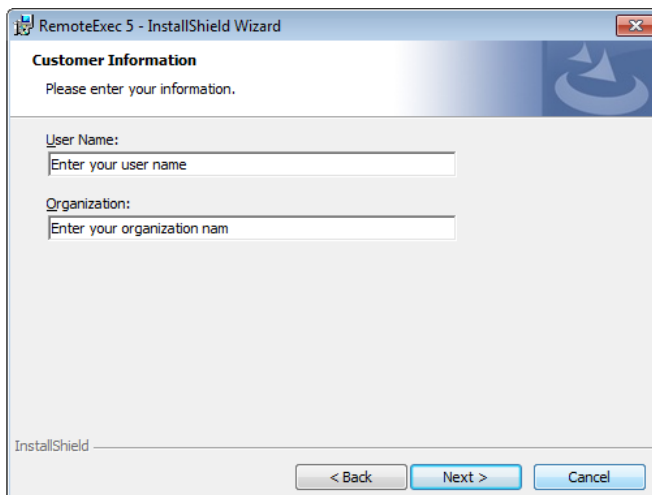 RemoteExec 5 - InstallShield Wizard
Customer Information
Please enter your information.
User Name:
Enter your user name
Organization:
Enter your organization nam
InstallShield
< Back Next > Cancel